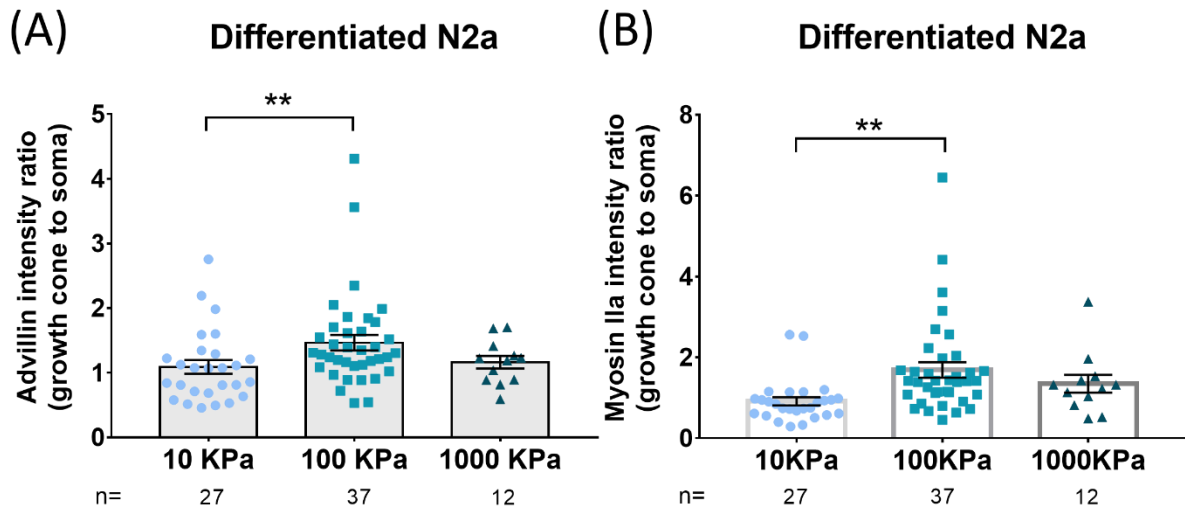 (A)
Differentiated N2a
Advillin intensity ratio
(growth cone to soma)
5
4
3
2
1
0
**
10 KPa
100 KPa
1000 KPa
n=
27
37
12
(B)
Differentiated N2a
Myosin IIa intensity ratio
(growth cone to soma)
8
6
4
2
0
**
10KPa
100KPa
1000KPa
n=
27
37
12